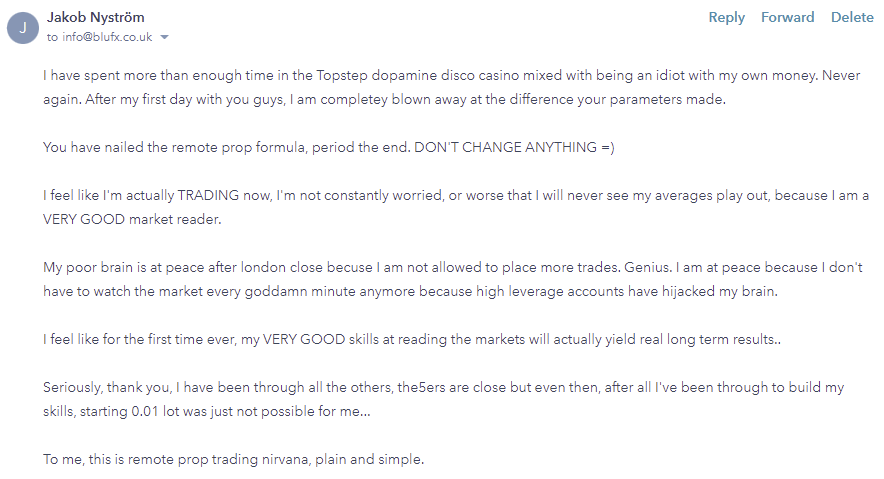 J
Jakob Nyström
Reply Forward Delete
to info@blufx.co.uk
I have spent more than enough time in the Topstep dopamine disco casino mixed with being an idiot with my own money. Never
again. After my first day with you guys, I am completey blown away at the difference your parameters made.
You have nailed the remote prop formula, period the end. DON'T CHANGE ANYTHING =)
I feel like I'm actually TRADING now, I'm not constantly worried, or worse that I will never see my averages play out, because I am a
VERY GOOD market reader.
My poor brain is at peace after london close becuse I am not allowed to place more trades. Genius. I am at peace because I don't
have to watch the market every goddamn minute anymore because high leverage accounts have hijacked my brain.
I feel like for the first time ever, my VERY GOOD skills at reading the markets will actually yield real long term results..
Seriously, thank you, I have been through all the others, the5ers are close but even then, after all I've been through to build my
skills, starting 0.01 lot was just not possible for me...
To me, this is remote prop trading nirvana, plain and simple.